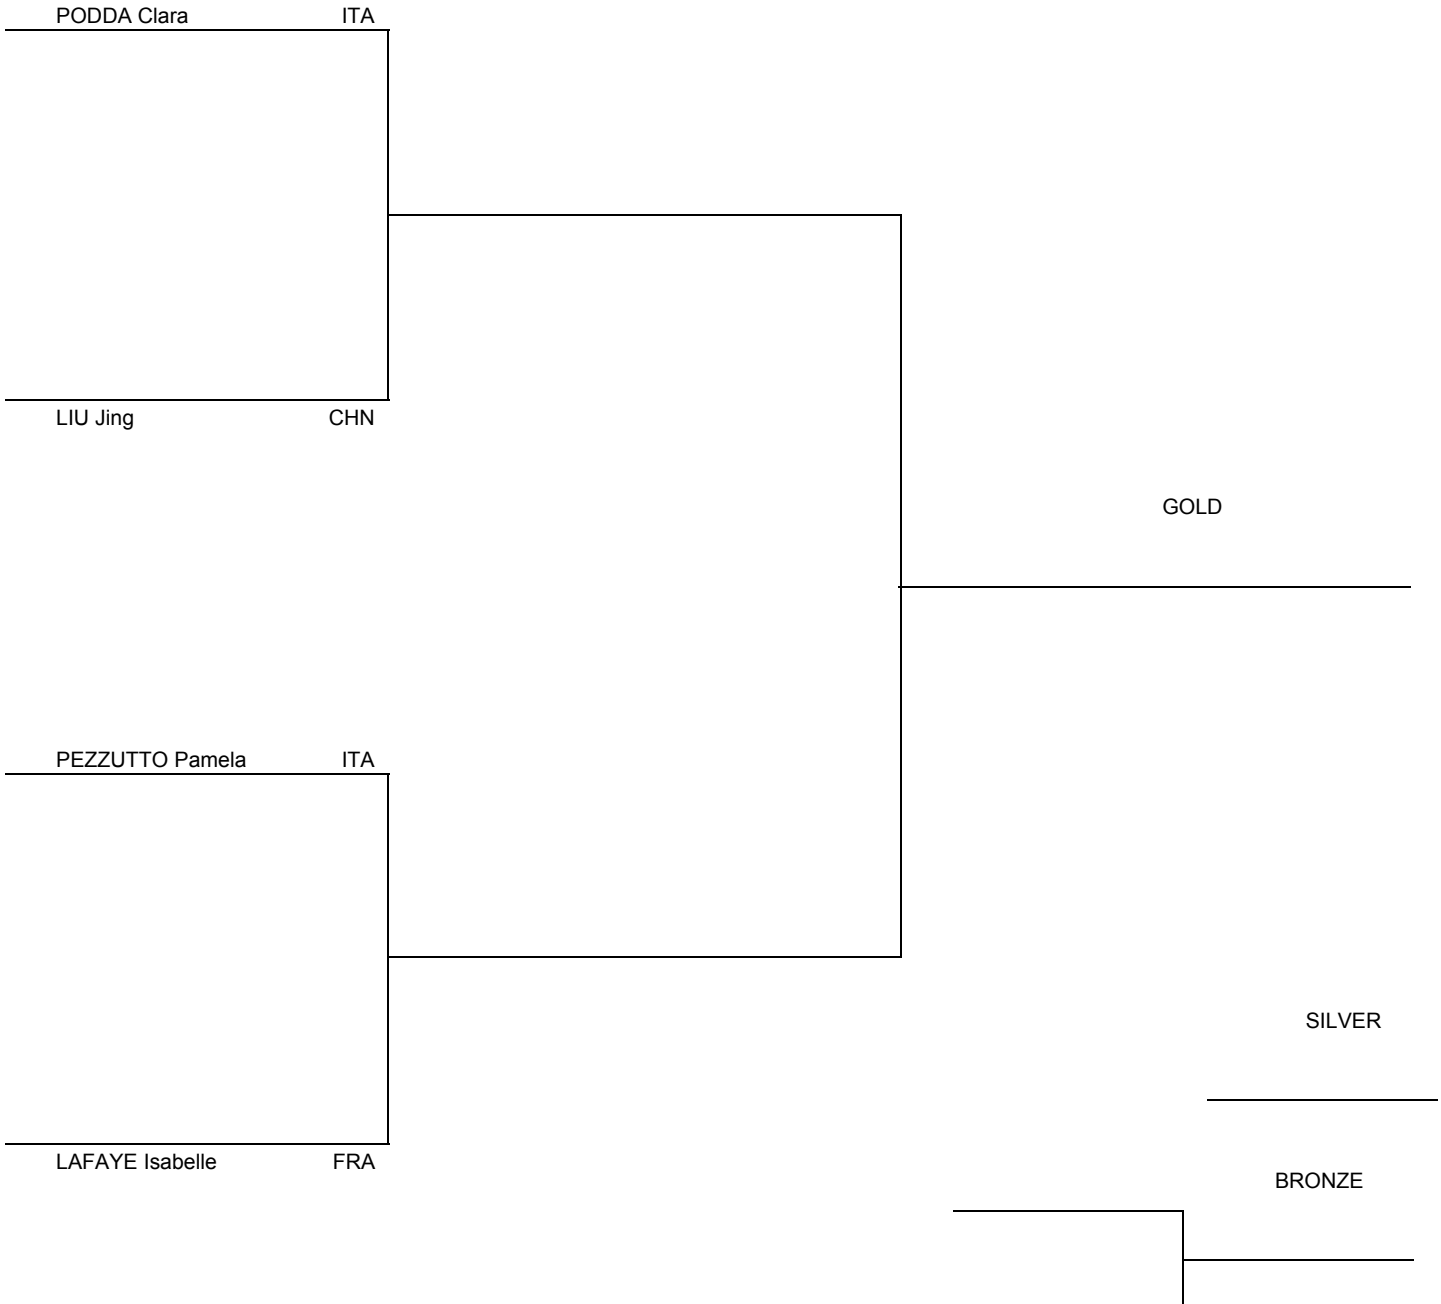 PODDA Clara ITA
LIU Jing CHN
GOLD
PEZZUTTO Pamela ITA
SILVER
LAFAYE Isabelle FRA
BRONZE